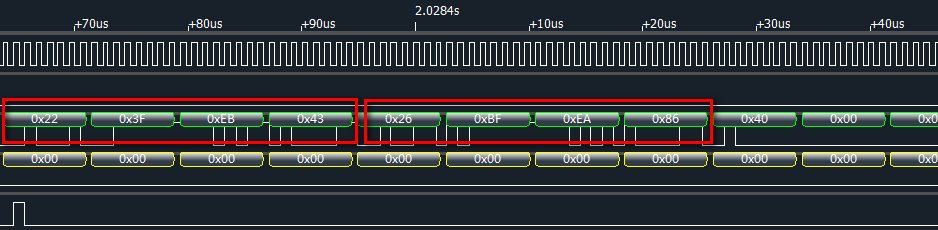 2.0284s
+70us +80us +90us +10us +20us +30us +40us
0x22 0x3F 0xEB 0x43 0x26 0xBF 0xEA 0x86 0x40 0x00
0x00 0x00 0x00 0x00 0x00 0x00 0x00 0x00 0x00 0x00